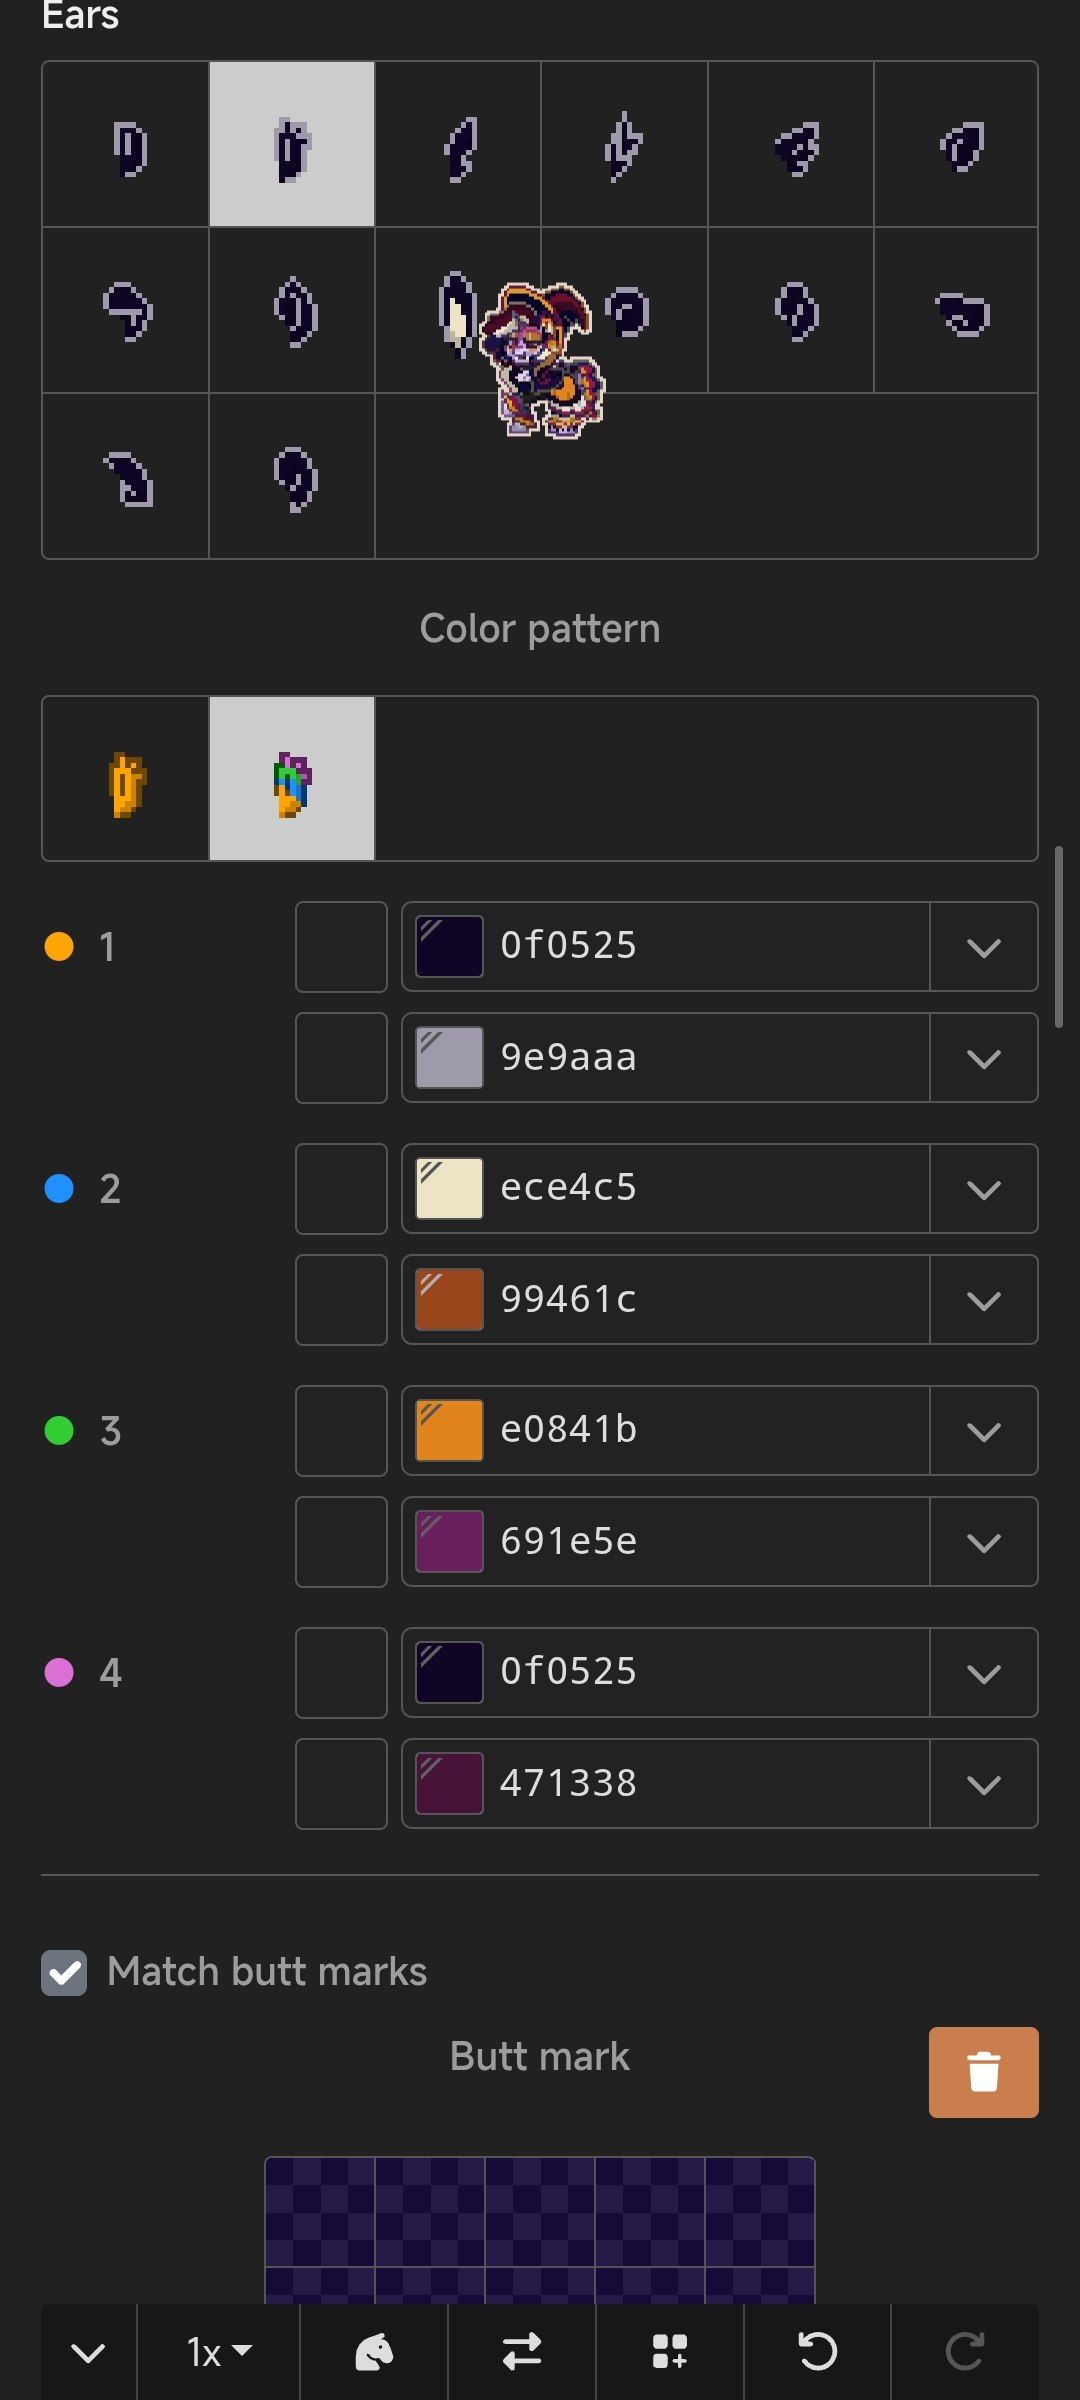 Ears
Color pattern
1
0f0525
9e9aaa
2
ece4c5
99461c
3
e0841b
691e5e
4
0f0525
471338
Match butt marks
Butt mark
1x